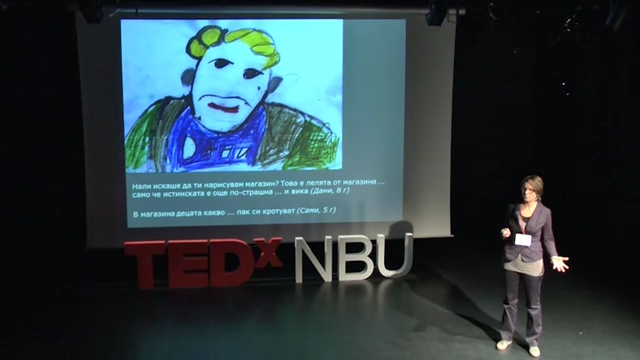 Нали искаше да ти нарисувам магазин? Това е лелята от магазина ...
само че истинската е още по-страшна ... и вика (Дани, 8 г)
В магазина децата какво ... пак си кротуват (Сами, 5 г)
TEDx NBU